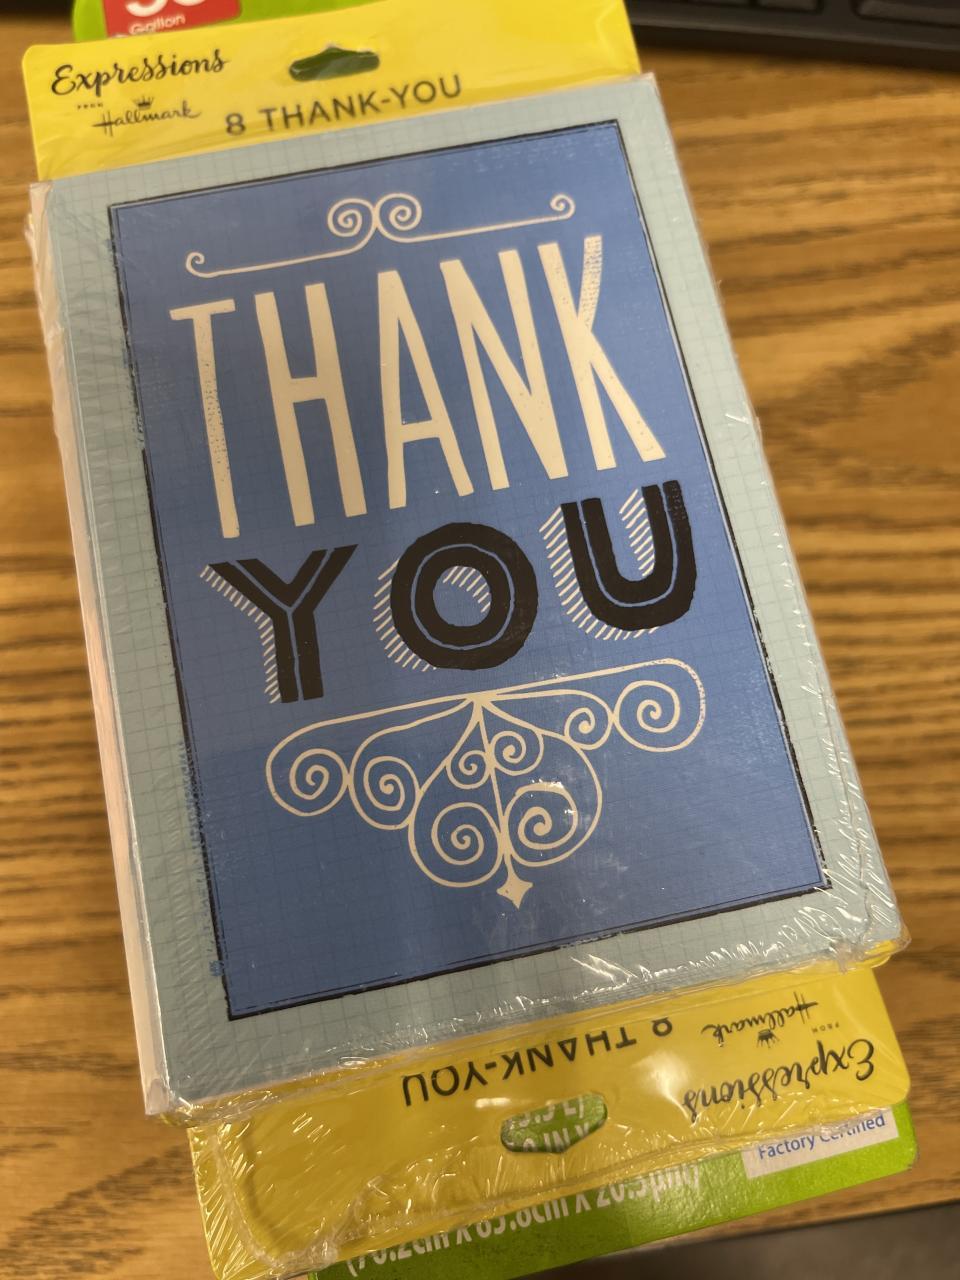 Gallon
Expressions
FROM
Hallmark
8 THANK-YOU
THANK
YOU
8 THANK-YOU
FROM
Hallmark
Expressions
Factory Certified